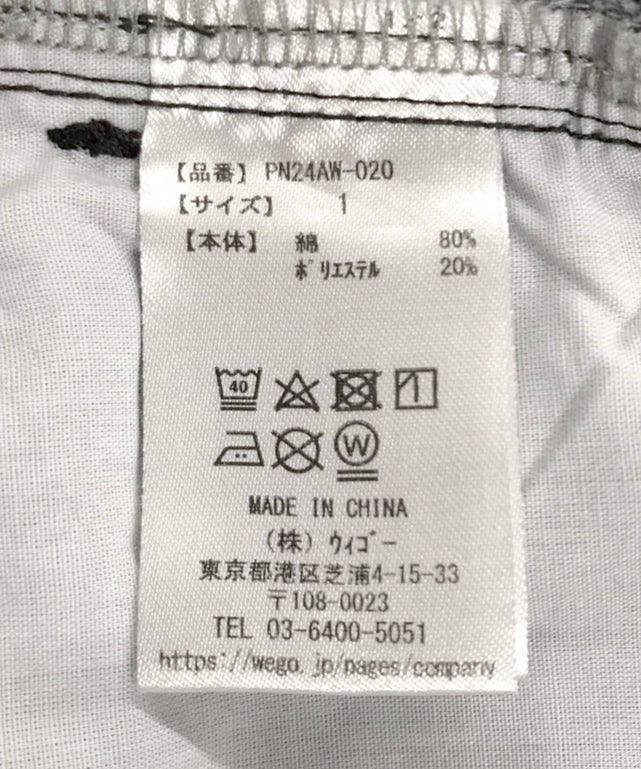 【品番】 PN24AW-020
【サイズ】 1
【本体】 綿 80%
ﾎﾟﾘｴｽﾃﾙ 20%
40
W
MADE IN CHINA
（株）ｳｨｺﾞｰ
東京都港区芝浦4-15-33
〒108-0023
TEL 03-6400-5051
https://wego.jp/pages/company